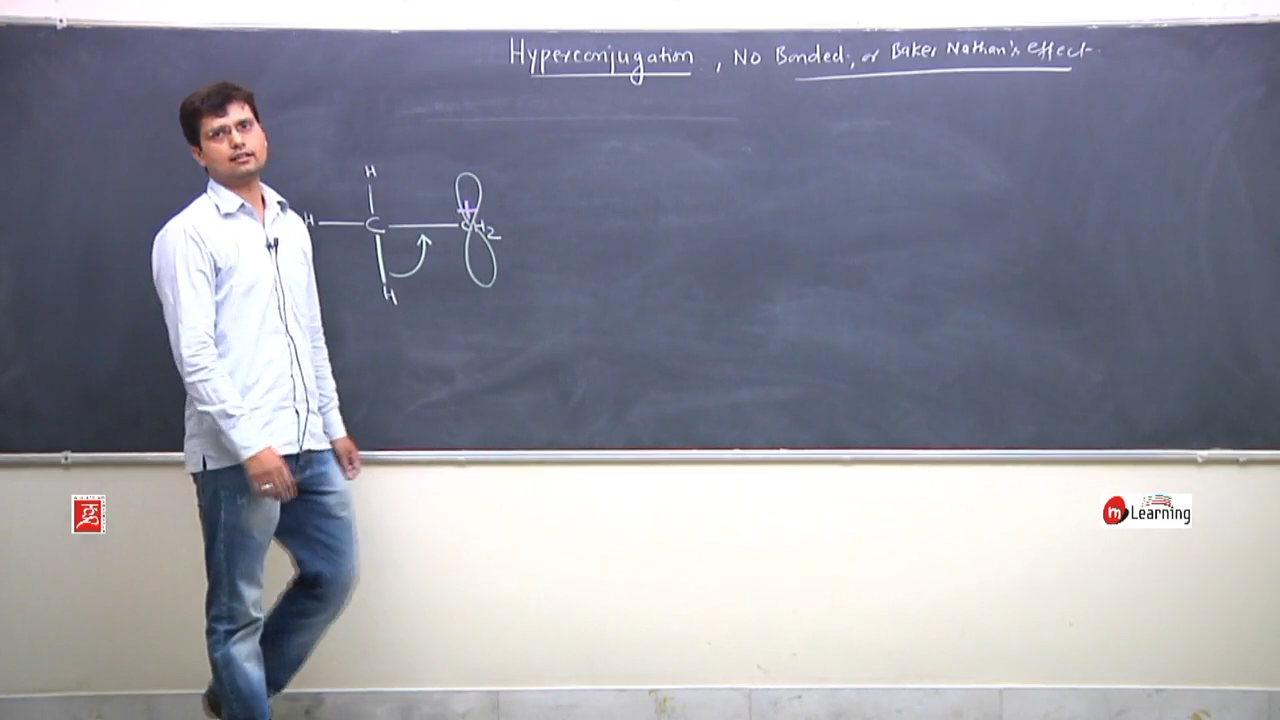 Hyperconjugation, No Bonded, or Baker Nathan's effect.
H
H C CH2
+
H
m Learning